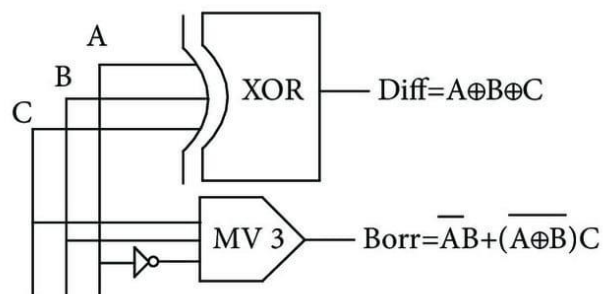 A
B
C
XOR
Diff=A⊕B⊕C
MV 3
Borr=A̅B+(A̅⊕̅B̅)C